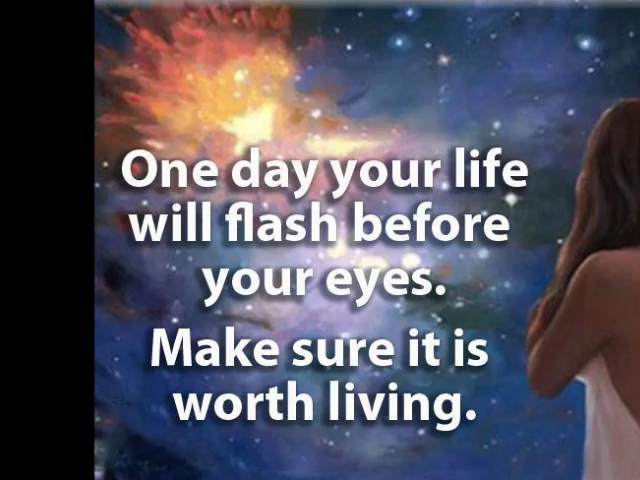 One day your life
will flash before
your eyes.
Make sure it is
worth living.